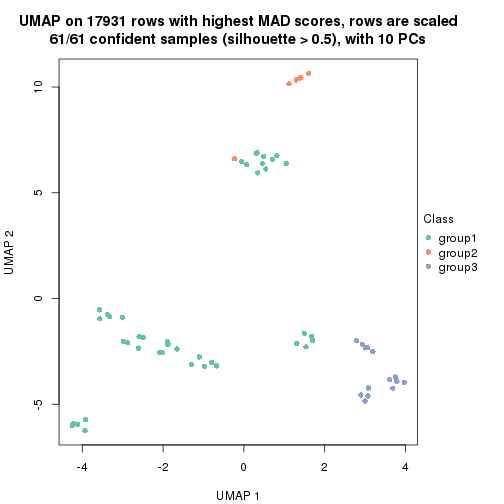 UMAP on 17931 rows with highest MAD scores, rows are scaled
61/61 confident samples (silhouette > 0.5), with 10 PCs
10
5
0
-5
UMAP 2
-4
-2
0
2
4
UMAP 1
Class
group1
group2
group3